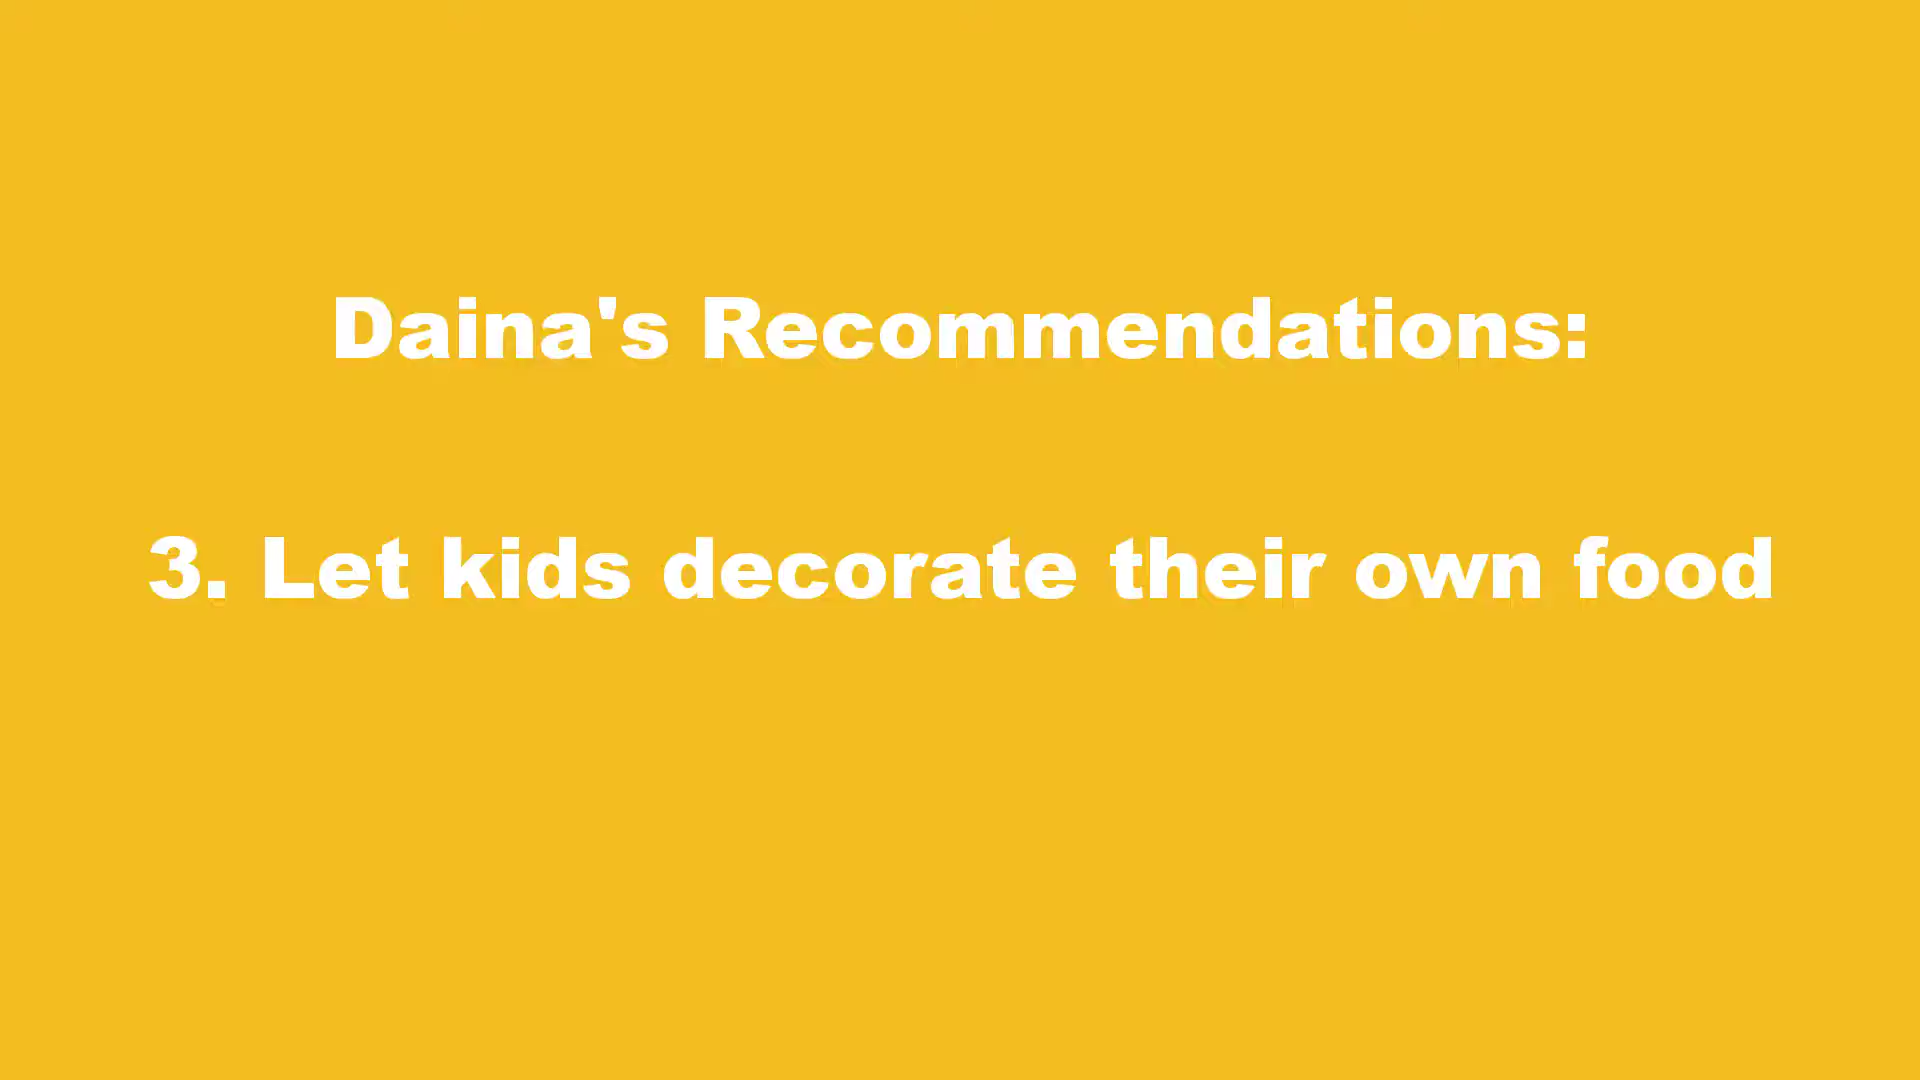 Daina's Recommendations:
3. Let kids decorate their own food